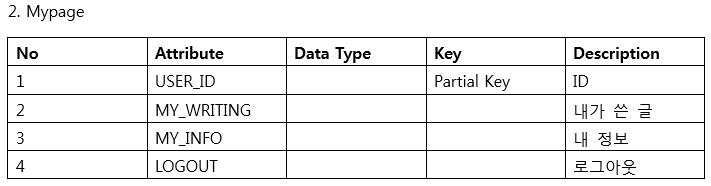 2. Mypage
No Attribute Data Type Key Description
1 USER_ID Partial Key ID
2 MY_WRITING 내가 쓴 글
3 MY_INFO 내 정보
4 LOGOUT 로그아웃